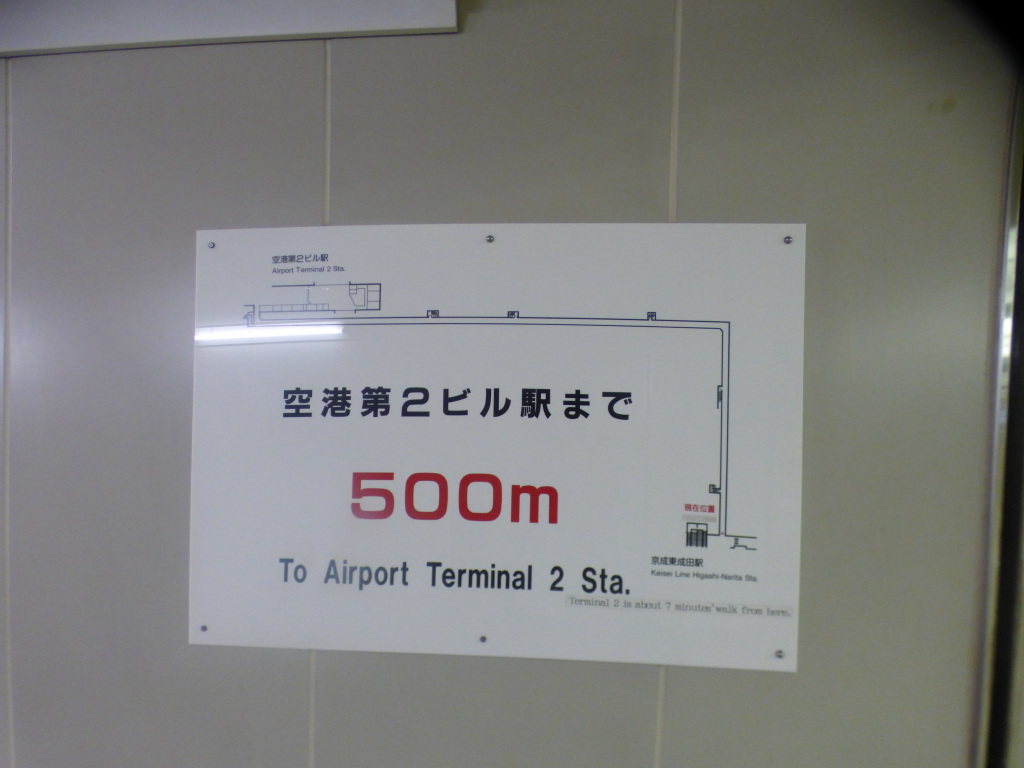 空港第2ビル駅
Airport Terminal 2 Sta.
空港第2ビル駅まで
500m
To Airport Terminal 2 Sta.
現在位置
京成東成田駅
Keisei Line Higashi-Narita Sta.
Terminal 2 is about 7 minutes' walk from here.